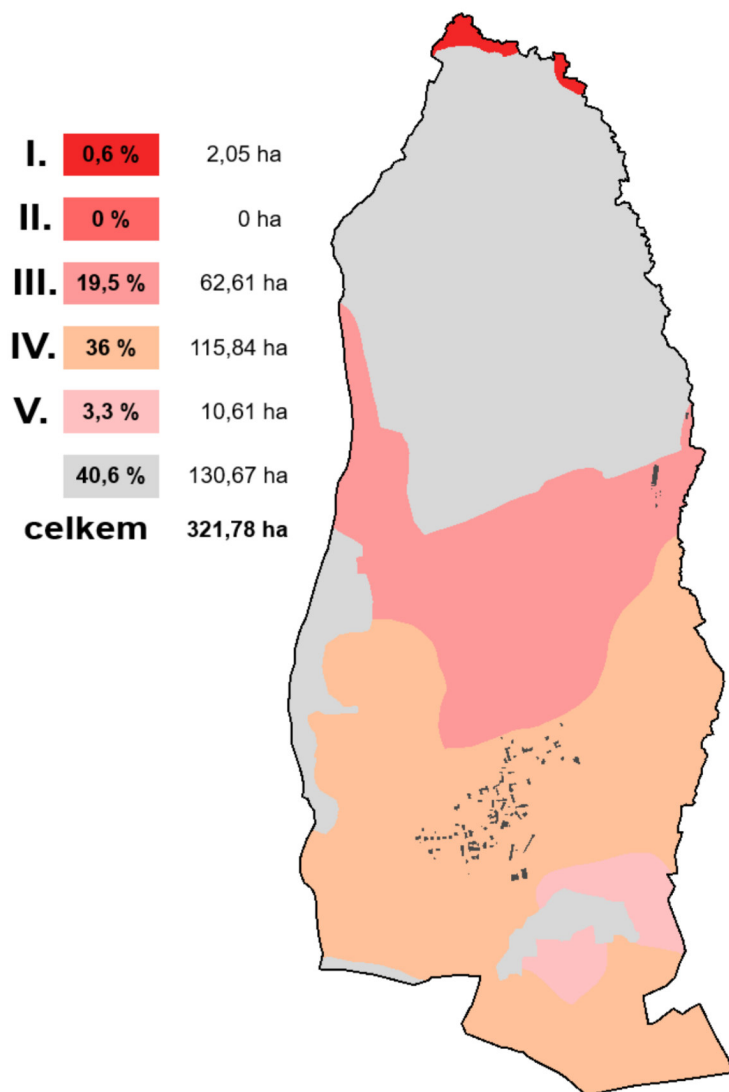 I. 0,6 % 2,05 ha
II. 0 % 0 ha
III. 19,5 % 62,61 ha
IV. 36 % 115,84 ha
V. 3,3 % 10,61 ha
40,6 % 130,67 ha
celkem 321,78 ha